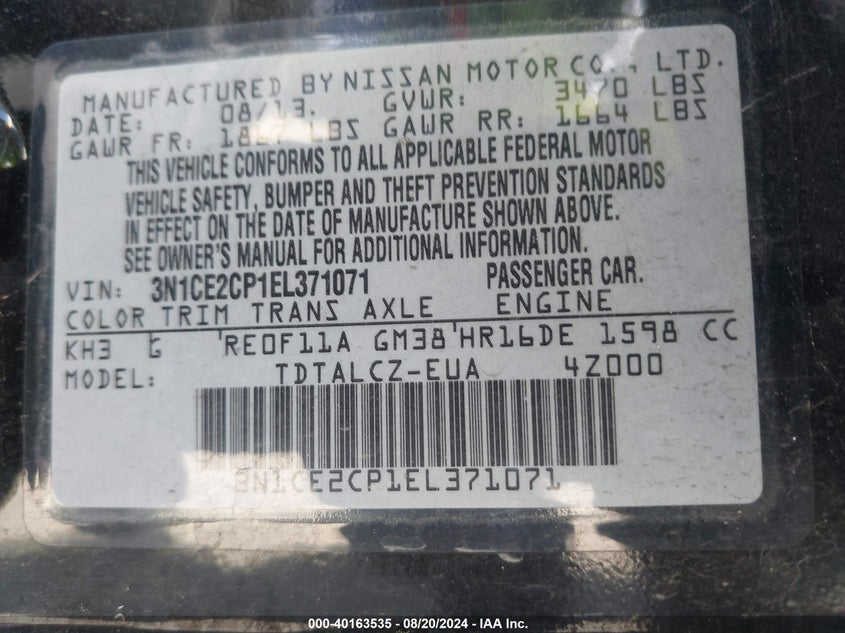 MANUFACTURED BY NISSAN MOTOR CO., LTD.
DATE: 08/13. GVWR: 3470 LBS
GAWR FR: 1867 LBS GAWR RR: 1664 LBS
THIS VEHICLE CONFORMS TO ALL APPLICABLE FEDERAL MOTOR
VEHICLE SAFETY, BUMPER AND THEFT PREVENTION STANDARDS
IN EFFECT ON THE DATE OF MANUFACTURE SHOWN ABOVE.
SEE OWNER'S MANUAL FOR ADDITIONAL INFORMATION.
VIN: 3N1CE2CP1EL371071 PASSENGER CAR.
COLOR TRIM TRANS AXLE ENGINE
KH3 G RE0F11A GM38 HR16DE 1598 CC
MODEL: TDTALCZ-EUA 4Z000
3N1CE2CP1EL371071
000-40163535 - 08/20/2024 - IAA Inc.